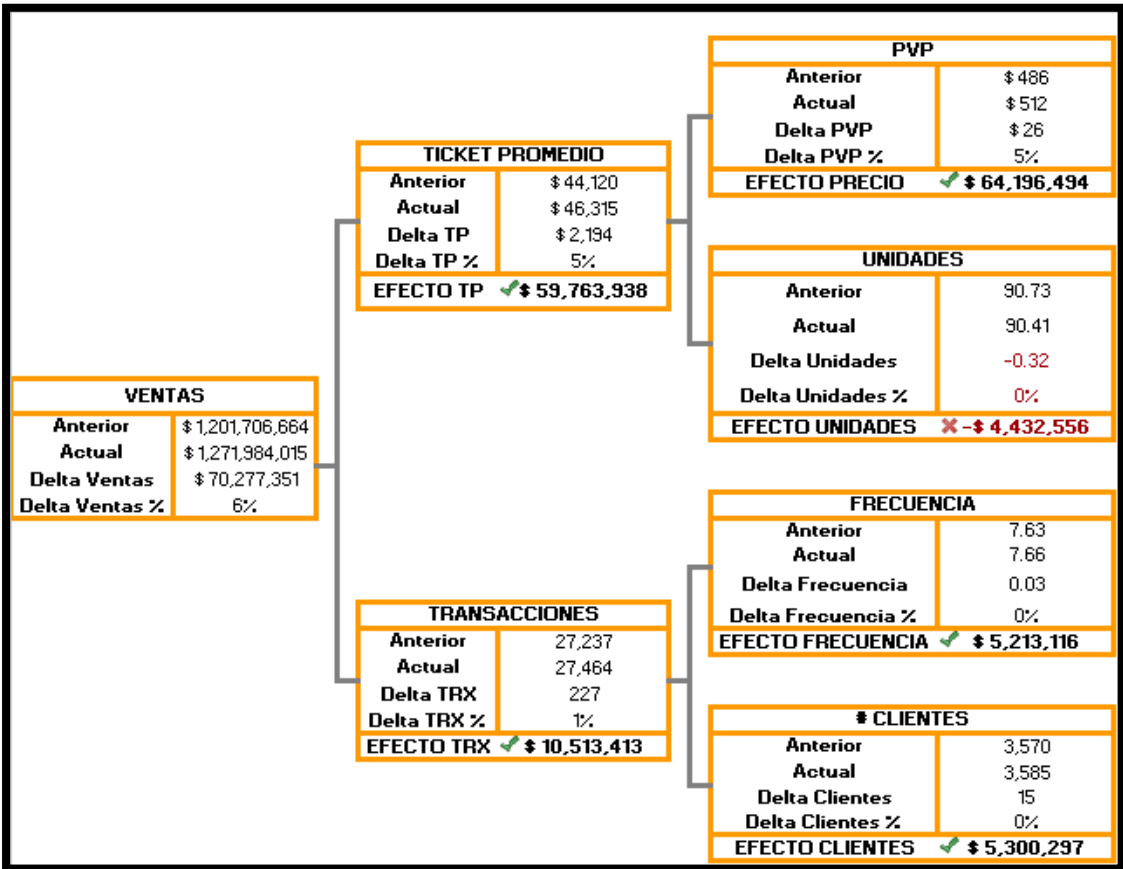 VENTAS
Anterior $ 1,201,706,664
Actual $ 1,271,984,015
Delta Ventas $ 70,277,351
Delta Ventas % 6%
TICKET PROMEDIO
Anterior $ 44,120
Actual $ 46,315
Delta TP $ 2,194
Delta TP % 5%
EFECTO TP $ 59,763,938
TRANSACCIONES
Anterior 27,237
Actual 27,464
Delta TRX 227
Delta TRX % 1%
EFECTO TRX $ 10,513,413
PVP
Anterior $ 486
Actual $ 512
Delta PVP $ 26
Delta PVP % 5%
EFECTO PRECIO $ 64,196,494
UNIDADES
Anterior 90.73
Actual 90.41
Delta Unidades -0.32
Delta Unidades % 0%
EFECTO UNIDADES -$ 4,432,556
FRECUENCIA
Anterior 7.63
Actual 7.66
Delta Frecuencia 0.03
Delta Frecuencia % 0%
EFECTO FRECUENCIA $ 5,213,116
# CLIENTES
Anterior 3,570
Actual 3,585
Delta Clientes 15
Delta Clientes % 0%
EFECTO CLIENTES $ 5,300,297